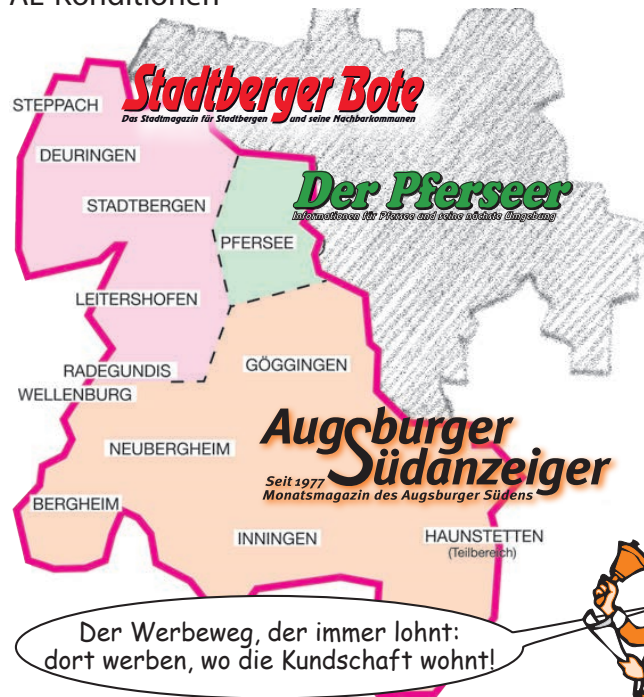 AE-Konditionen
Stadtberger Bote
Das Stadtmagazin für Stadtbergen und seine Nachbarkommunen
STEPPACH
DEURINGEN
Der Pferseer
Informationen für Pfersee und seine nächste Umgebung
STADTBERGEN
PFERSEE
LEITERSHOFEN
GÖGGINGEN
RADEGUNDIS
WELLENBURG
Augsburger
Südanzeiger
Seit 1977
Monatsmagazin des Augsburger Südens
NEUBERGHEIM
BERGHEIM
INNINGEN
HAUNSTETTEN
(Teilbereich)
Der Werbeweg, der immer lohnt:
dort werben, wo die Kundschaft wohnt!